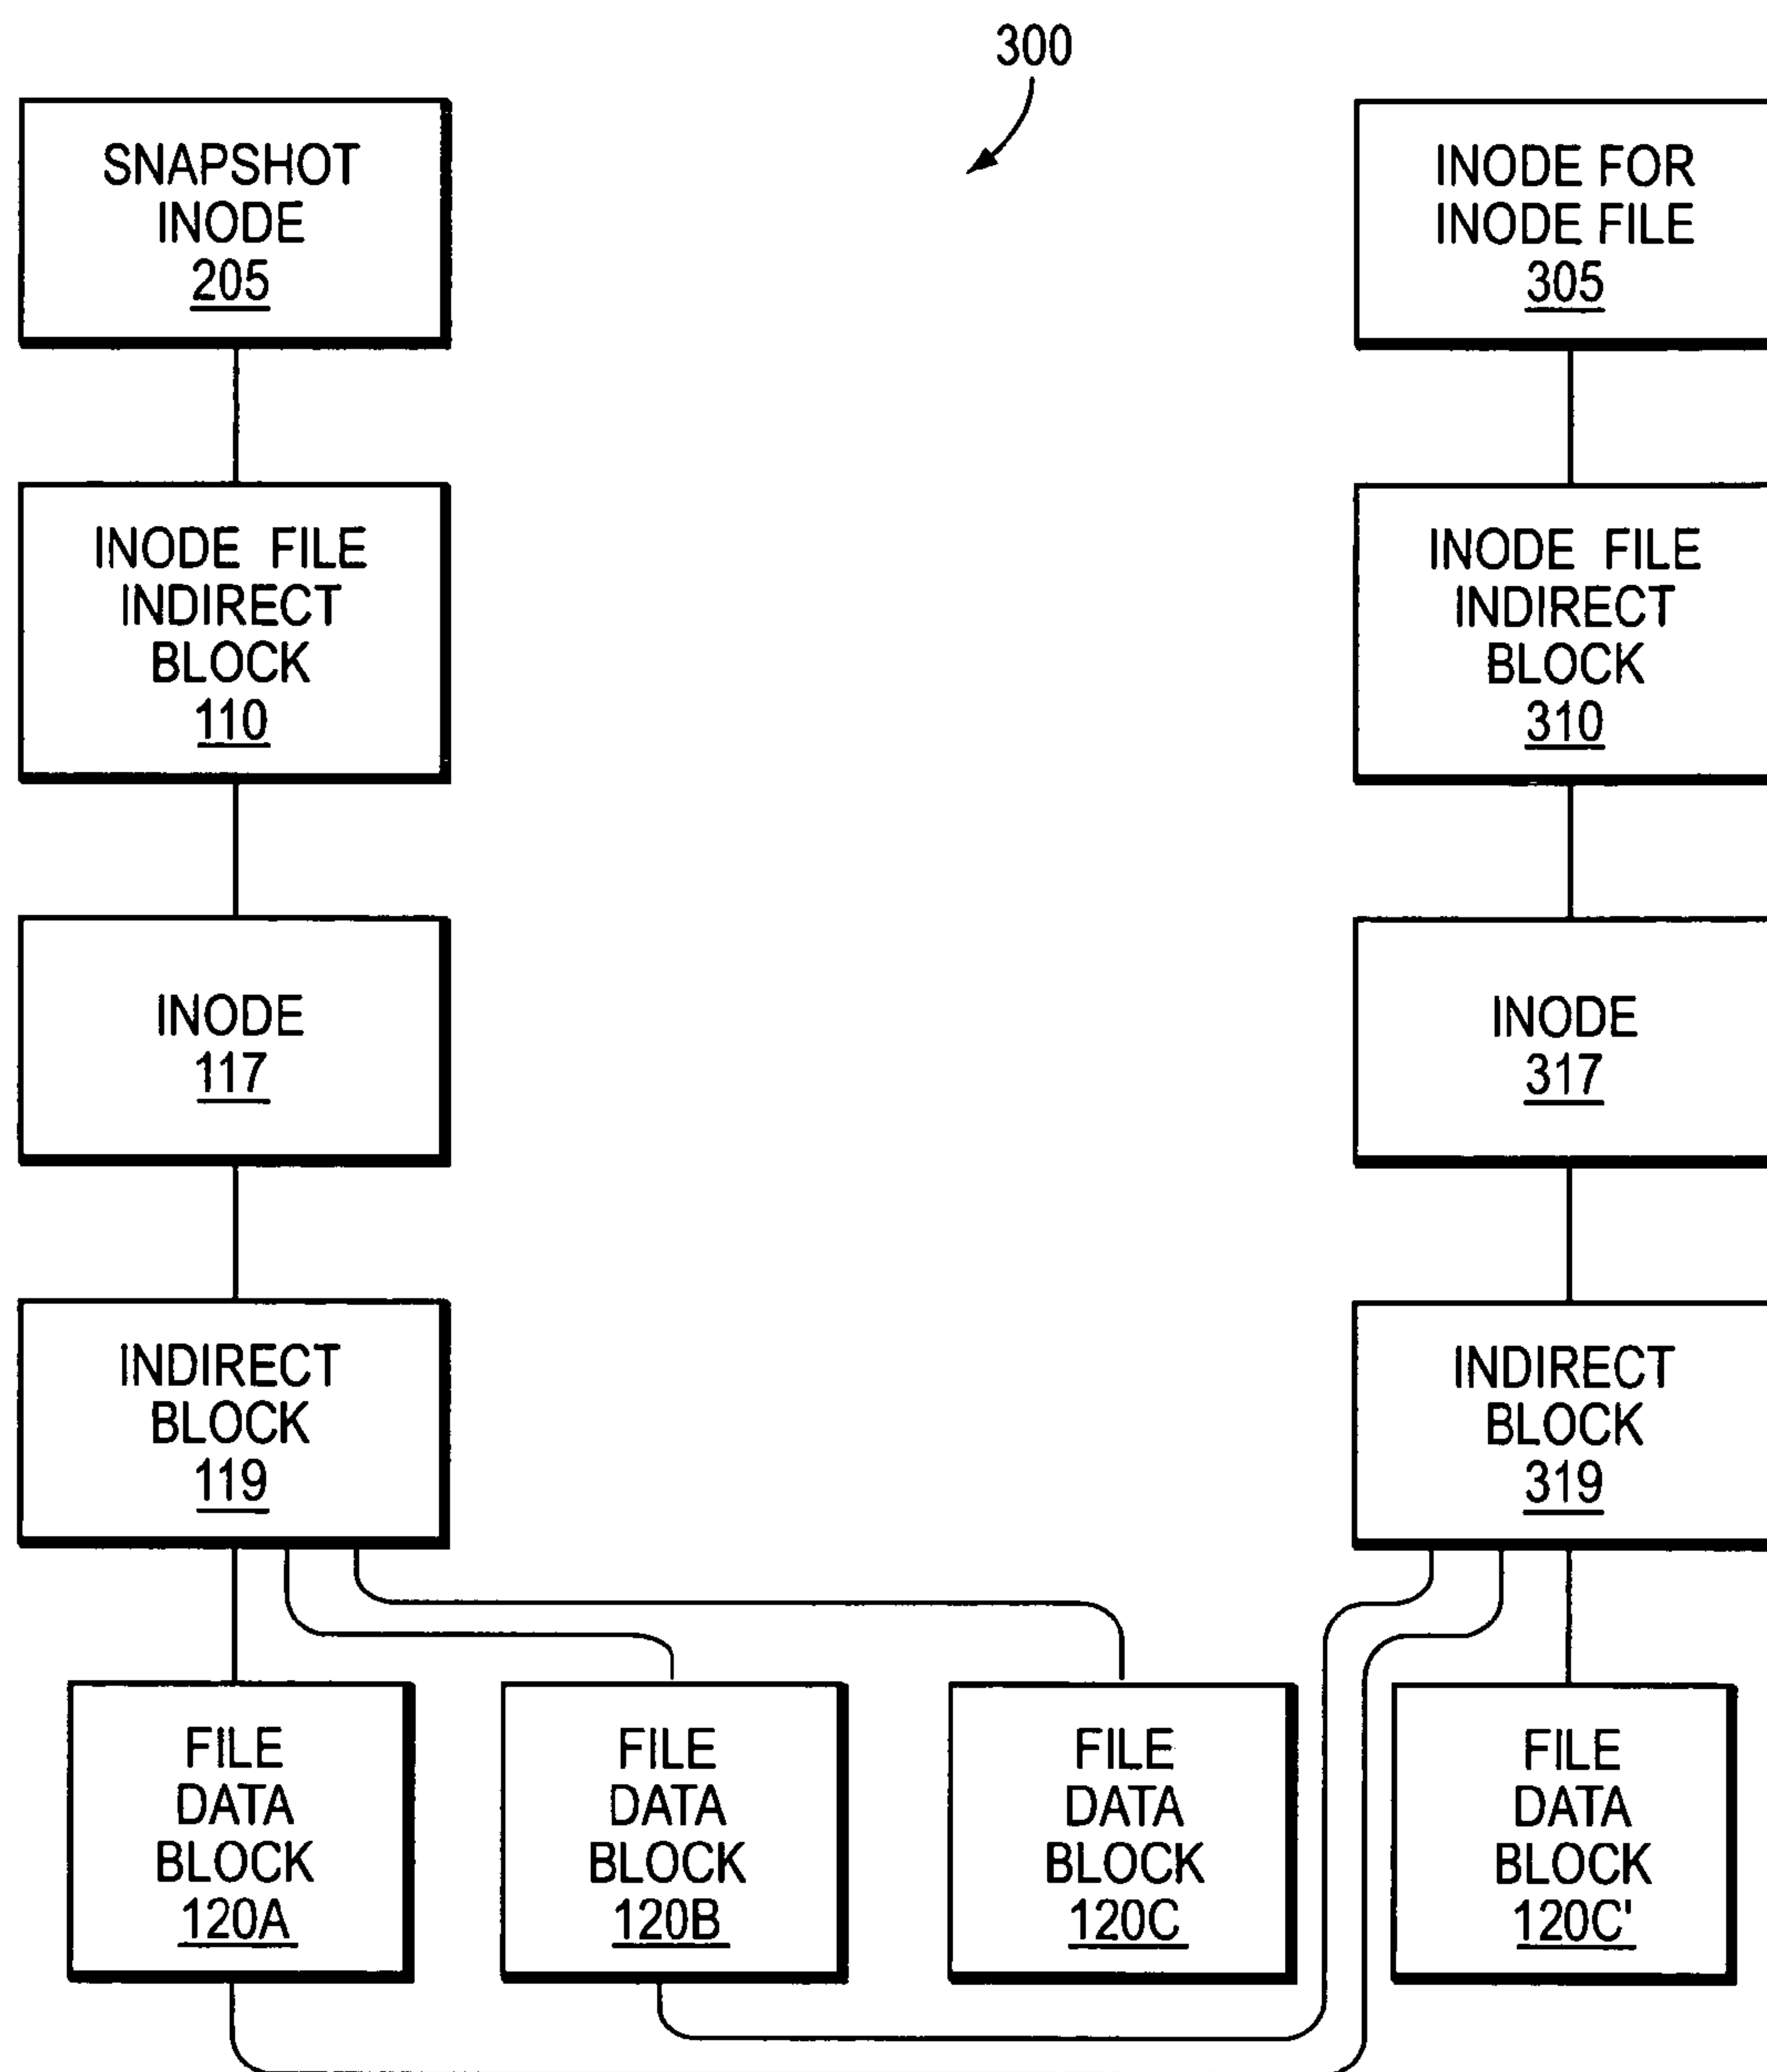 300
SNAPSHOT
INODE
205
INODE FOR
INODE FILE
305
INODE FILE
INDIRECT
BLOCK
110
INODE FILE
INDIRECT
BLOCK
310
INODE
117
INODE
317
INDIRECT
BLOCK
119
INDIRECT
BLOCK
319
FILE
DATA
BLOCK
120A
FILE
DATA
BLOCK
120B
FILE
DATA
BLOCK
120C
FILE
DATA
BLOCK
120C'